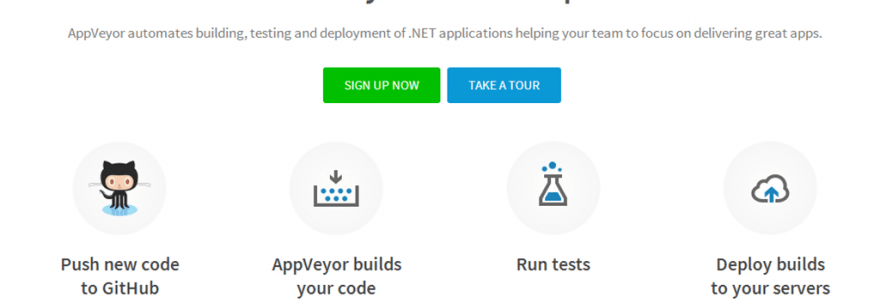 AppVeyor automates building, testing and deployment of .NET applications helping your team to focus on delivering great apps.
SIGN UP NOW
TAKE A TOUR
Push new code
to GitHub
AppVeyor builds
your code
Run tests
Deploy builds
to your servers